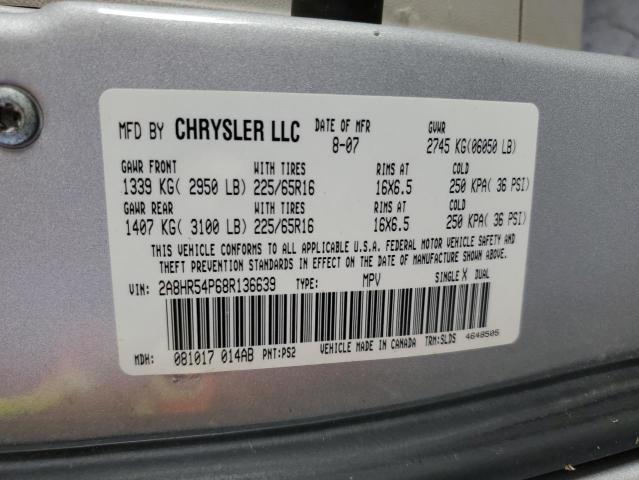 MFD BY CHRYSLER LLC DATE OF MFR GVWR
8-07 2745 KG(06050 LB)
GAWR FRONT WITH TIRES RIMS AT COLD
1339 KG( 2950 LB) 225/65R16 16X6.5 250 KPA( 36 PSI)
GAWR REAR WITH TIRES RIMS AT COLD
1407 KG( 3100 LB) 225/65R16 16X6.5 250 KPA( 36 PSI)
THIS VEHICLE CONFORMS TO ALL APPLICABLE U.S.A. FEDERAL MOTOR VEHICLE SAFETY AND
THEFT PREVENTION STANDARDS IN EFFECT ON THE DATE OF MANUFACTURE SHOWN ABOVE.
VIN: 2A8HR54P68R136639 TYPE: MPV SINGLE X DUAL
MDH: 081017 014AB PNT:PS2 VEHICLE MADE IN CANADA TRM:SLDS 4648505